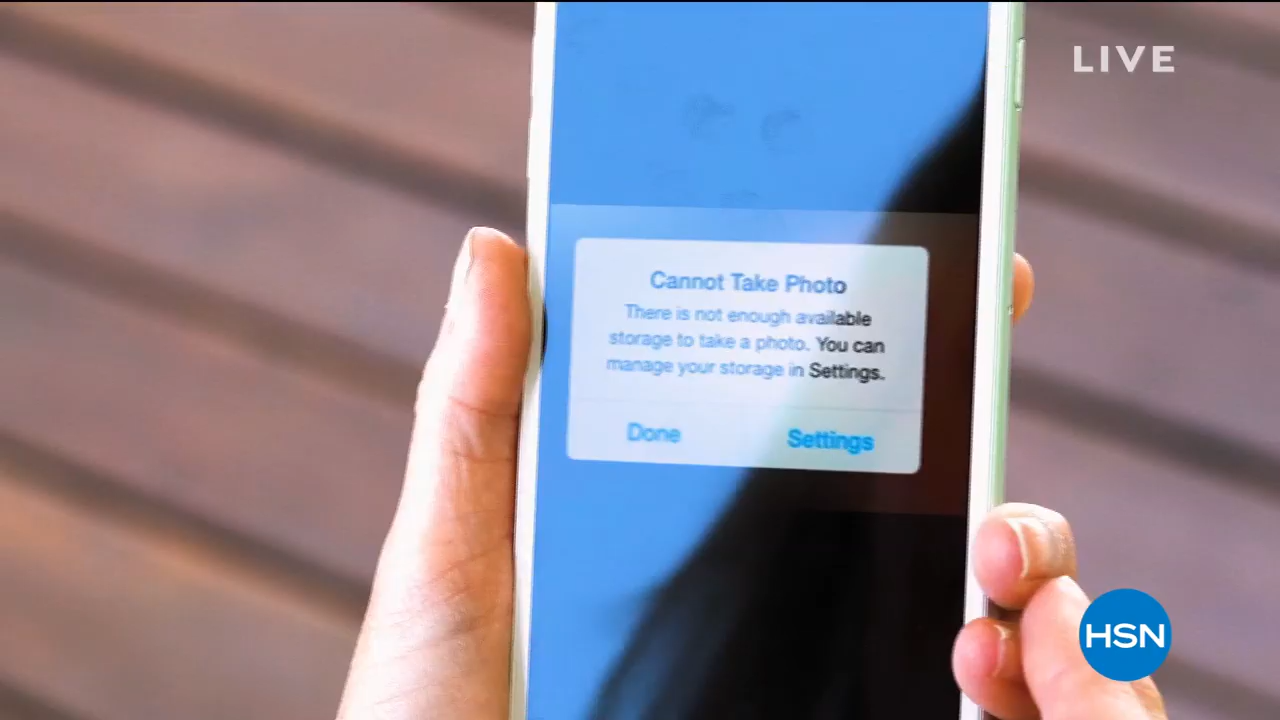 LIVE
Cannot Take Photo
There is not enough available
storage to take a photo. You can
manage your storage in Settings.
Done Settings
HSN